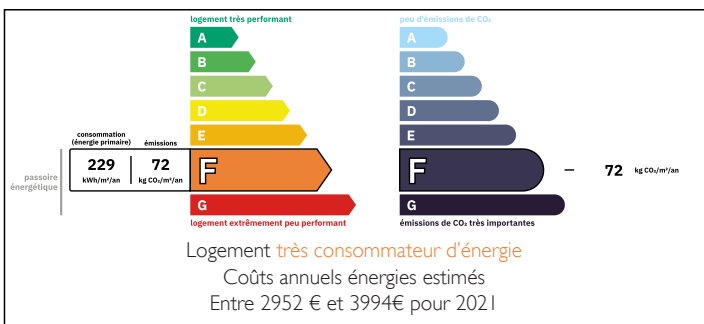 logement très performant
A
B
C
D
E
consommation
(énergie primaire)
émissions
passoire
énergétique
229
kWh/m²/an
72
kg CO₂/m²/an
F
G
logement extrêmement peu performant
peu d'émissions de CO₂
A
B
C
D
E
F
72 kg CO₂/m²/an
G
émissions de CO₂ très importantes
Logement très consommateur d'énergie
Coûts annuels énergies estimés
Entre 2952 € et 3994€ pour 2021